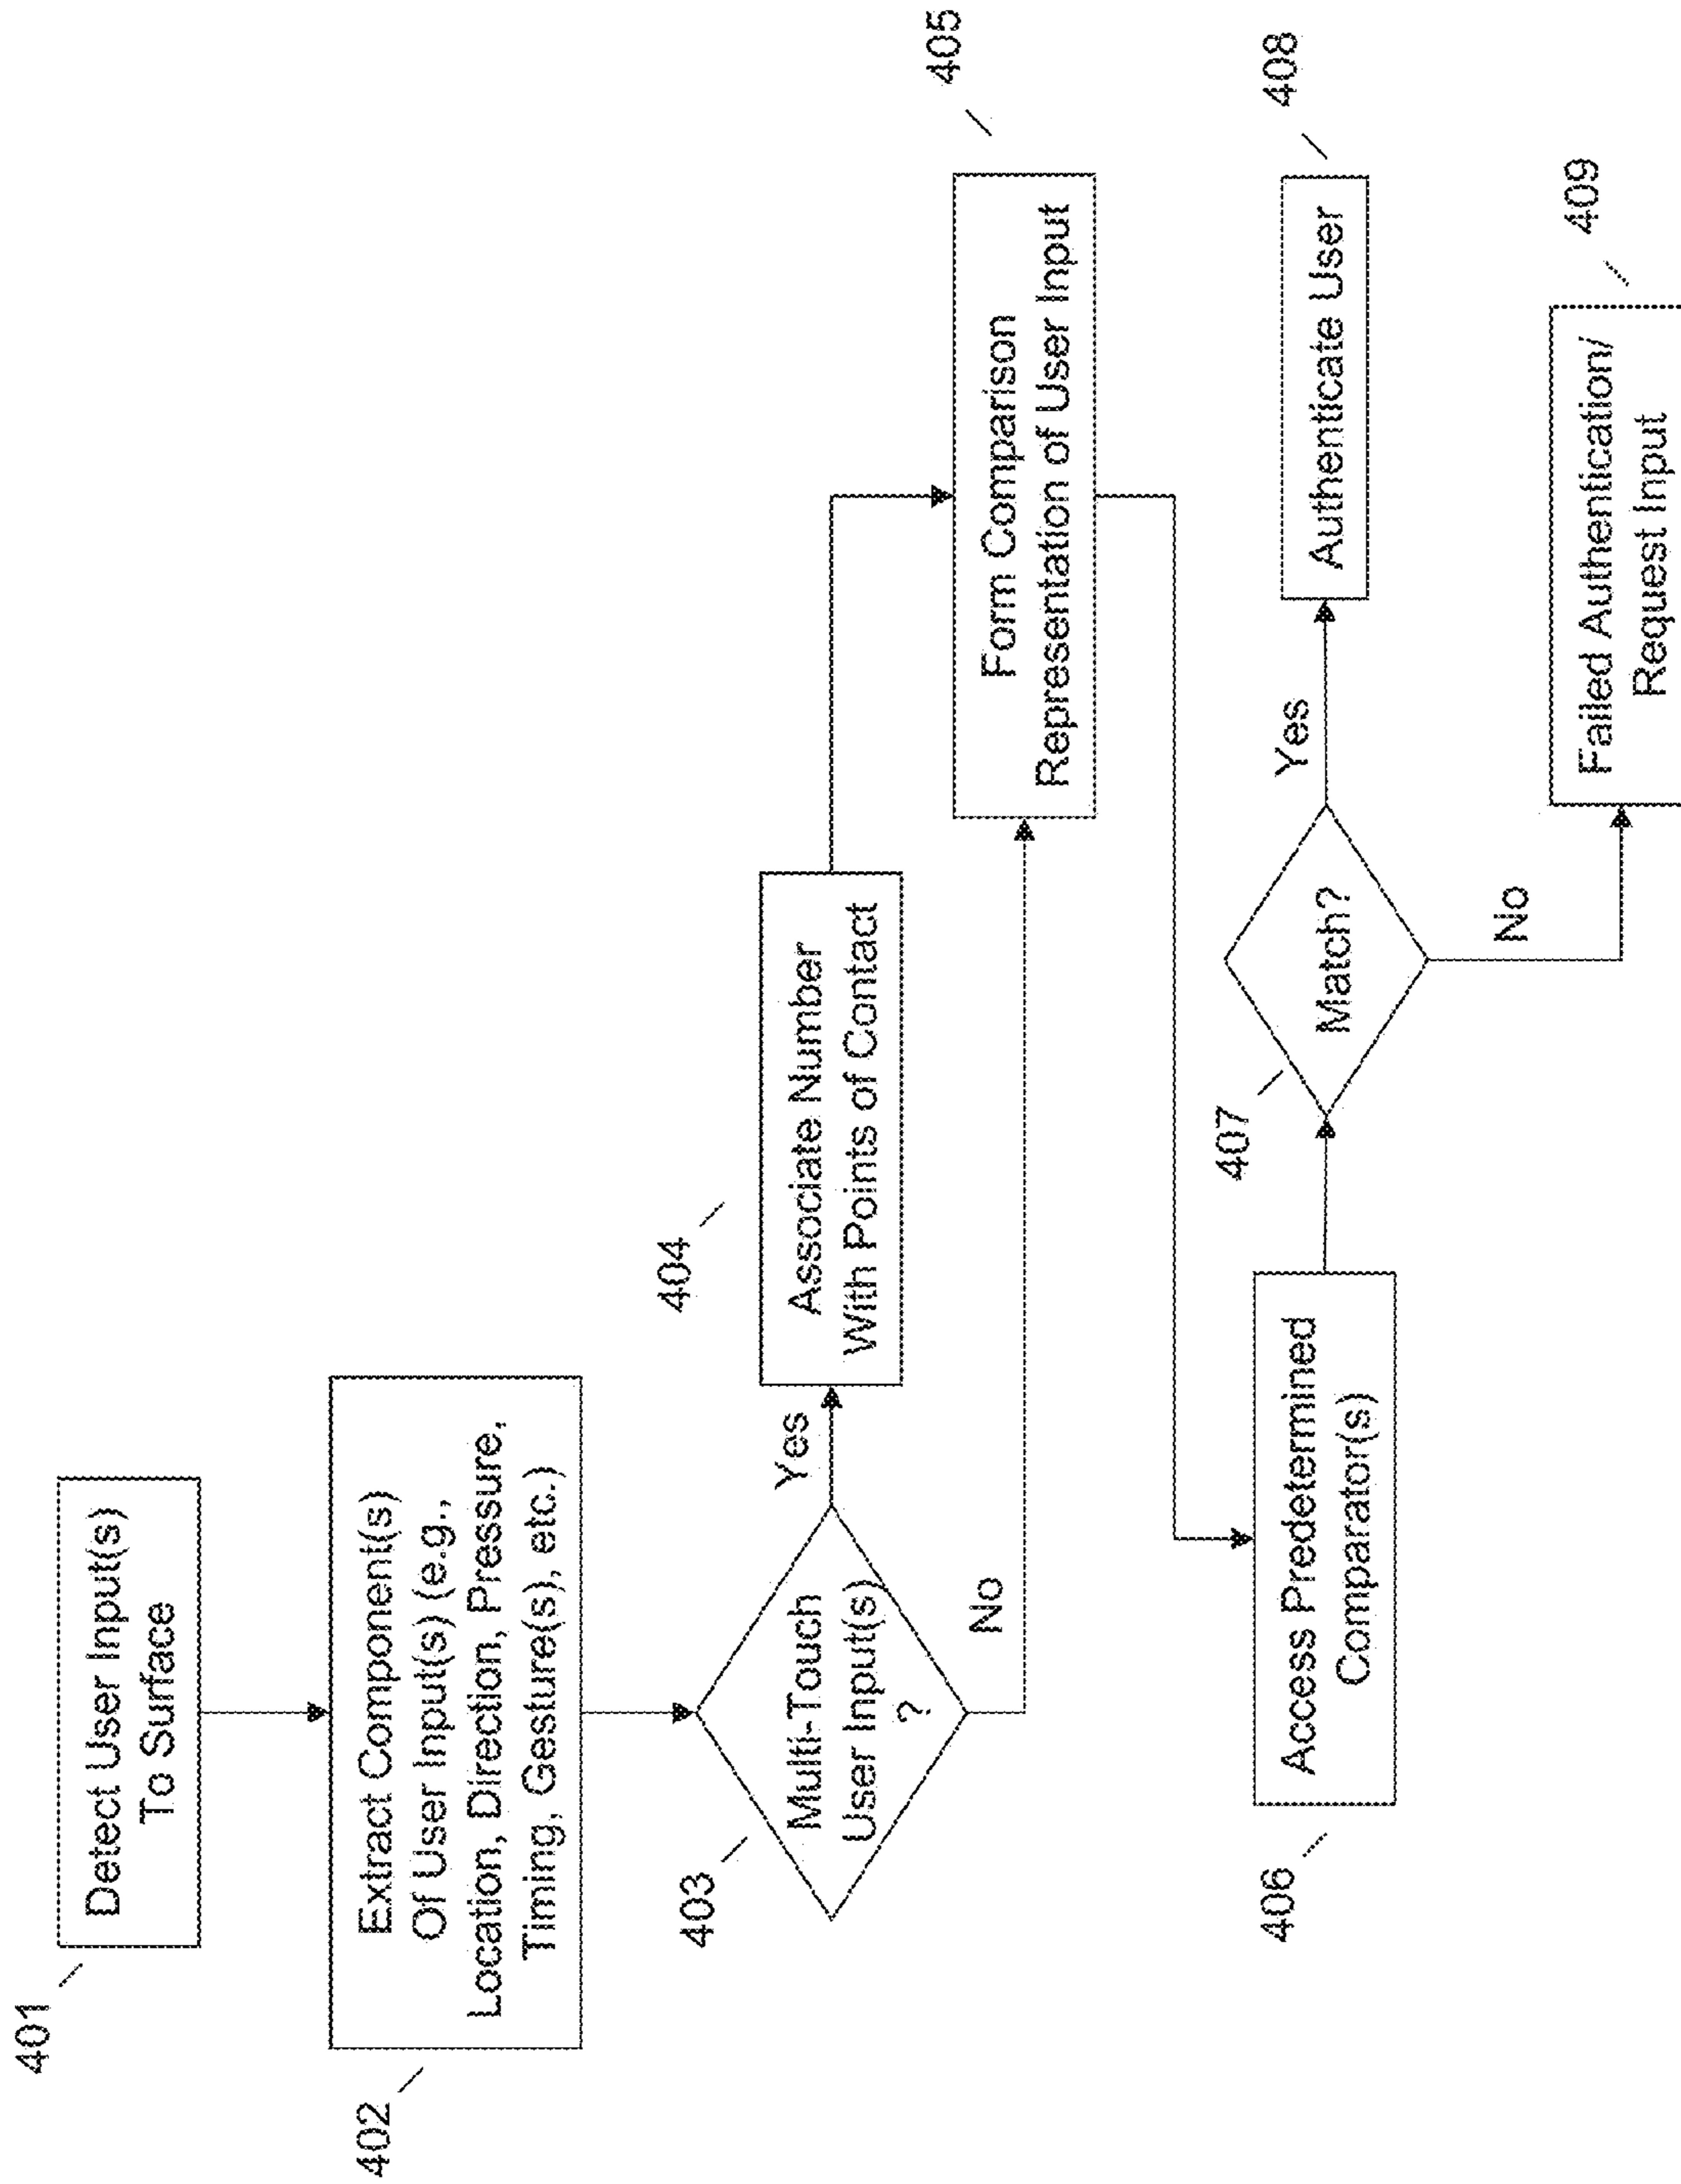 401
Detect User Input(s)
To Surface
402
Extract Component(s)
Of User Input(s) (e.g.,
Location, Direction, Pressure,
Timing, Gesture(s), etc.)
403
Multi-Touch
User Input(s)
?
Yes
No
404
Associate Number
With Points of Contact
405
Form Comparison
Representation of User Input
406
Access Predetermined
Comparator(s)
407
Match?
Yes
No
408
Authenticate User
409
Failed Authentication/
Request Input